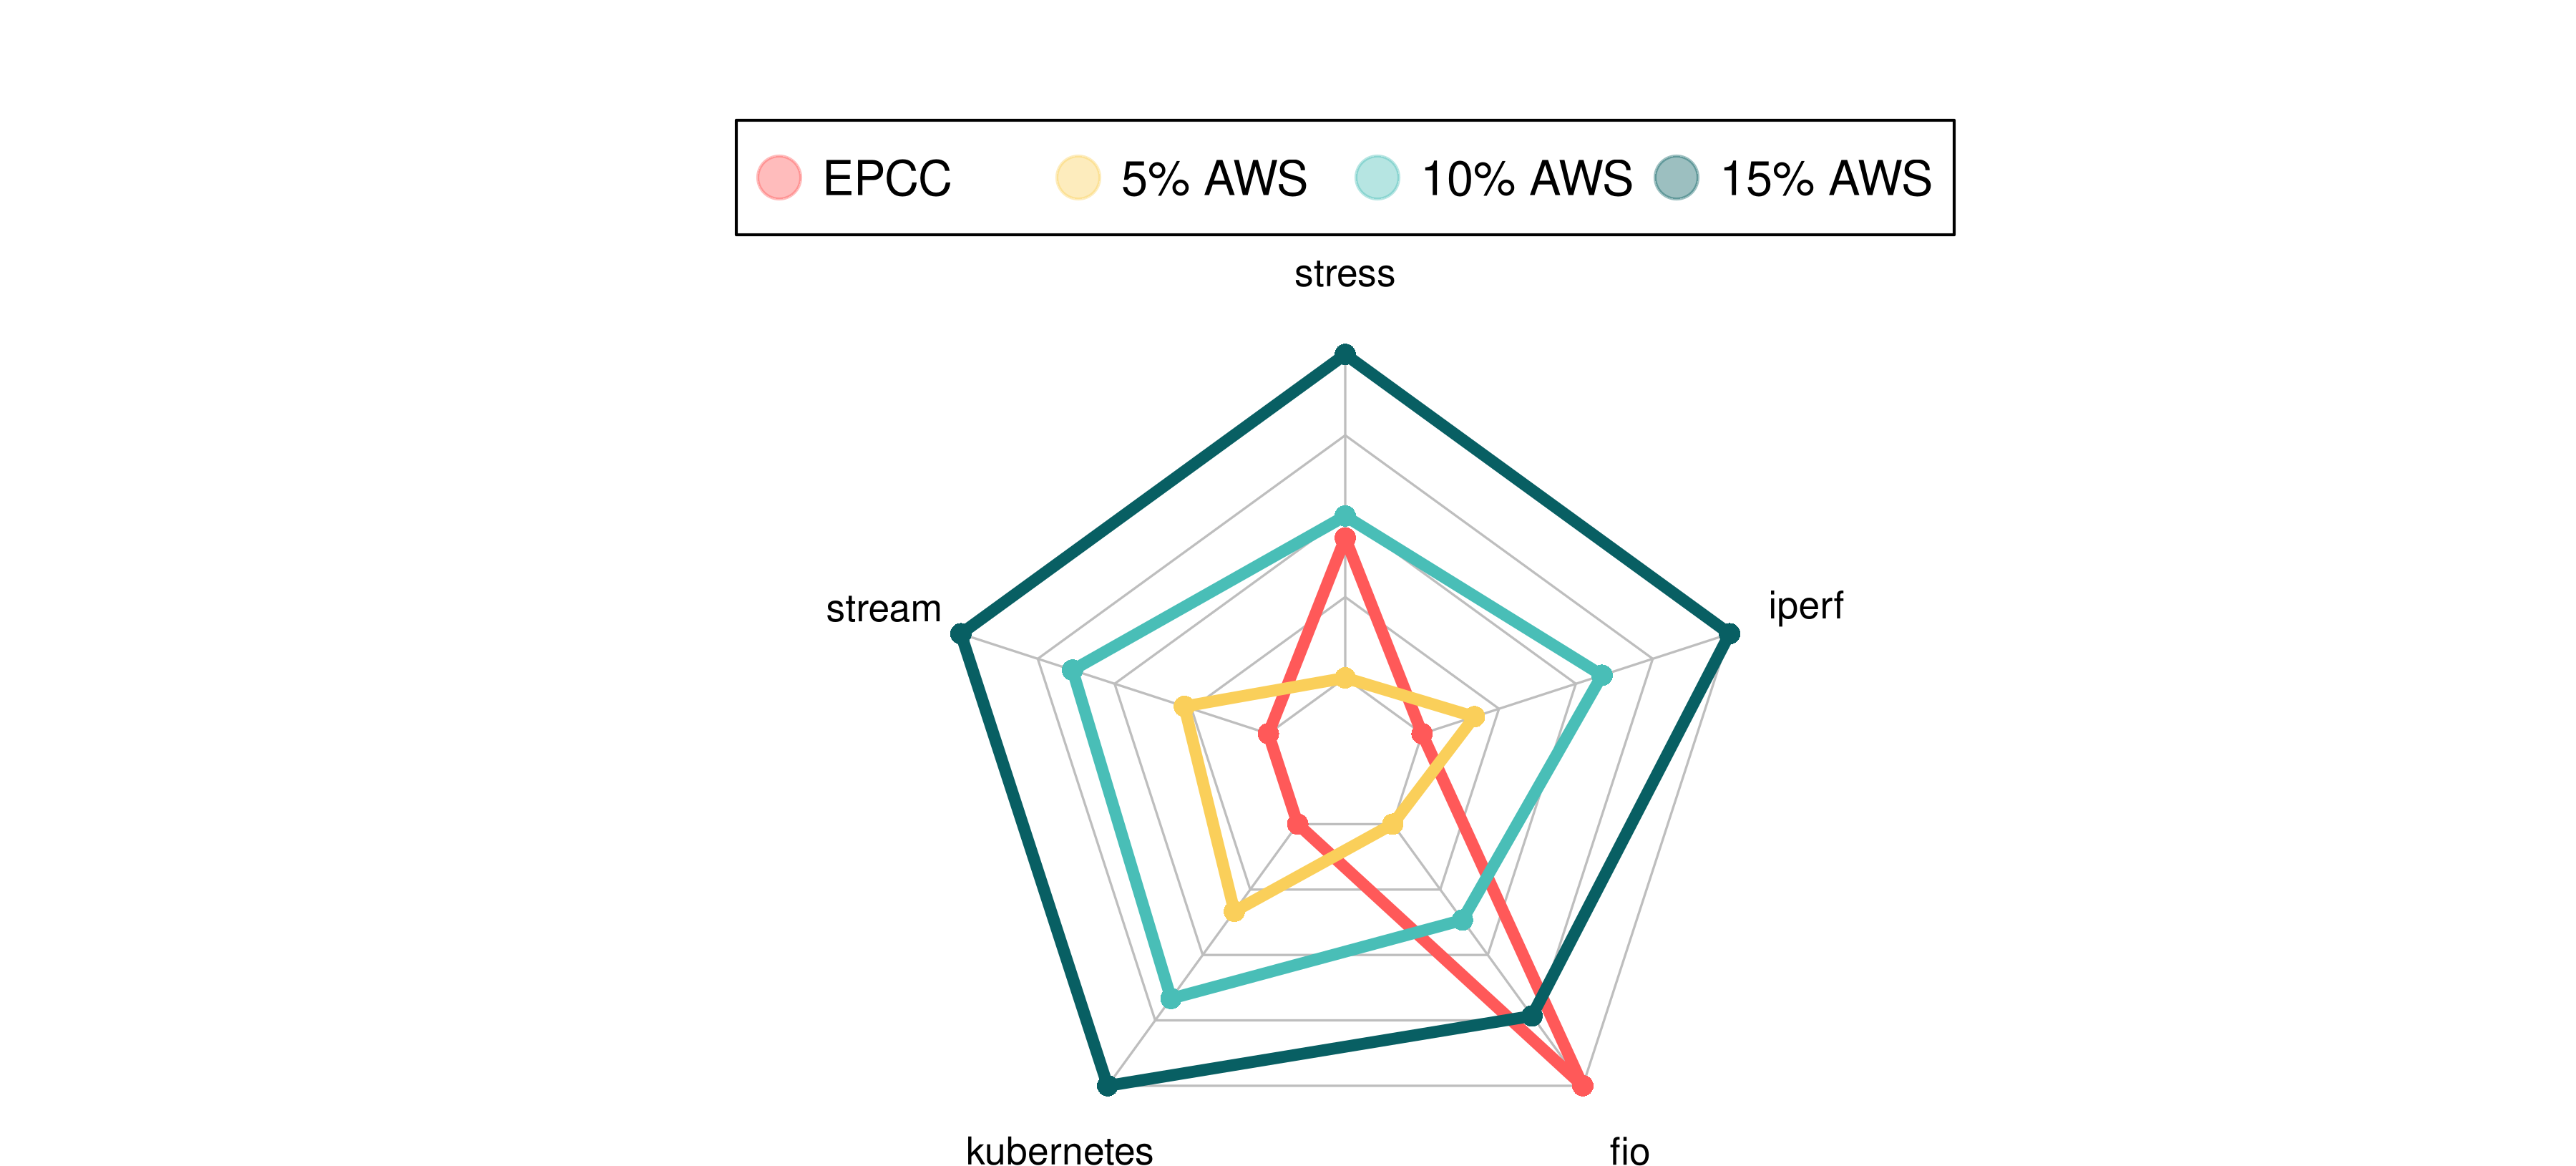 EPCC 5% AWS 10% AWS 15% AWS
stress
stream
iperf
kubernetes
fio